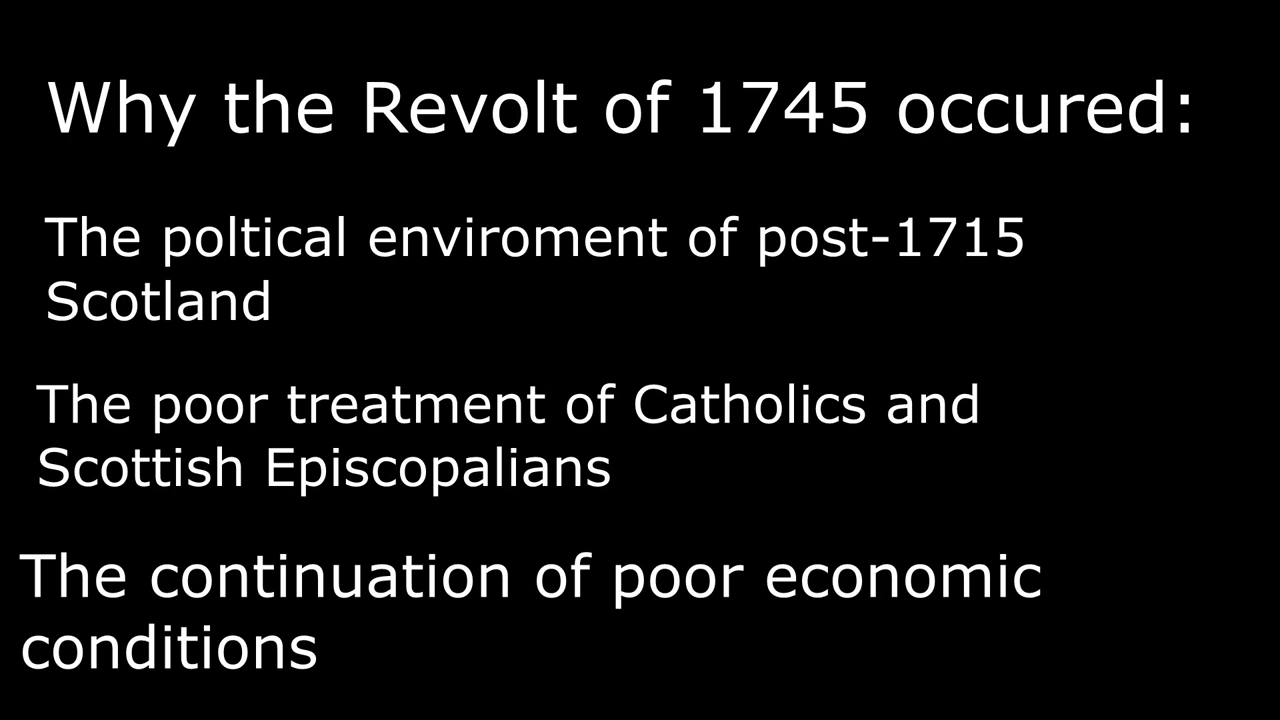 Why the Revolt of 1745 occured:
The poltical enviroment of post-1715
Scotland
The poor treatment of Catholics and
Scottish Episcopalians
The continuation of poor economic
conditions